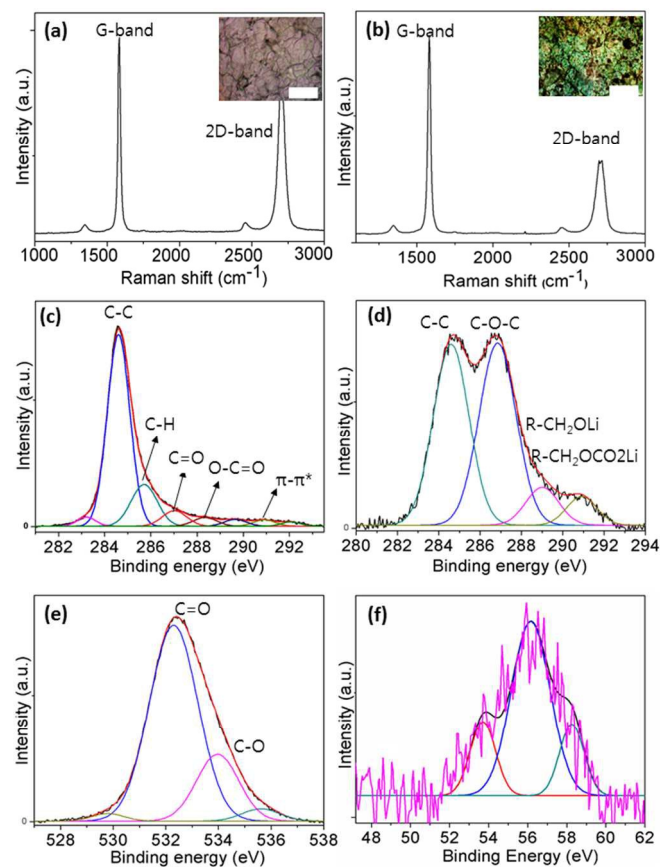 (a)
G-band
2D-band
Intensity (a.u.)
1000 1500 2000 2500 3000
Raman shift (cm⁻¹)
(b)
G-band
2D-band
Intensity (a.u.)
1500 2000 2500 3000
Raman shift (cm⁻¹)
(c)
C-C
C-H
C=O
O-C=O
π-π*
Intensity (a.u.)
0
282 284 286 288 290 292
Binding energy (eV)
(d)
C-C
C-O-C
R-CH₂OLi
R-CH₂OCO2Li
Intensity (a.u.)
0
280 282 284 286 288 290 292 294
Binding energy (eV)
(e)
C=O
C-O
Intensity (a.u.)
0
528 530 532 534 536 538
Binding energy (eV)
(f)
Intensity (a.u.)
48 50 52 54 56 58 60 62
Binding energy (eV)